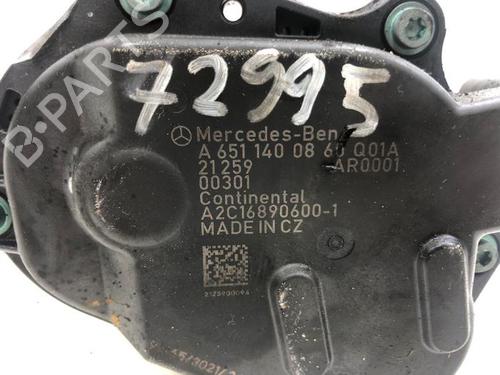 B-PARTS
72995
Mercedes-Benz
A 651 140 08 60 Q01A
21259 AR0001
00301
Continental
A2C16890600-1
MADE IN CZ